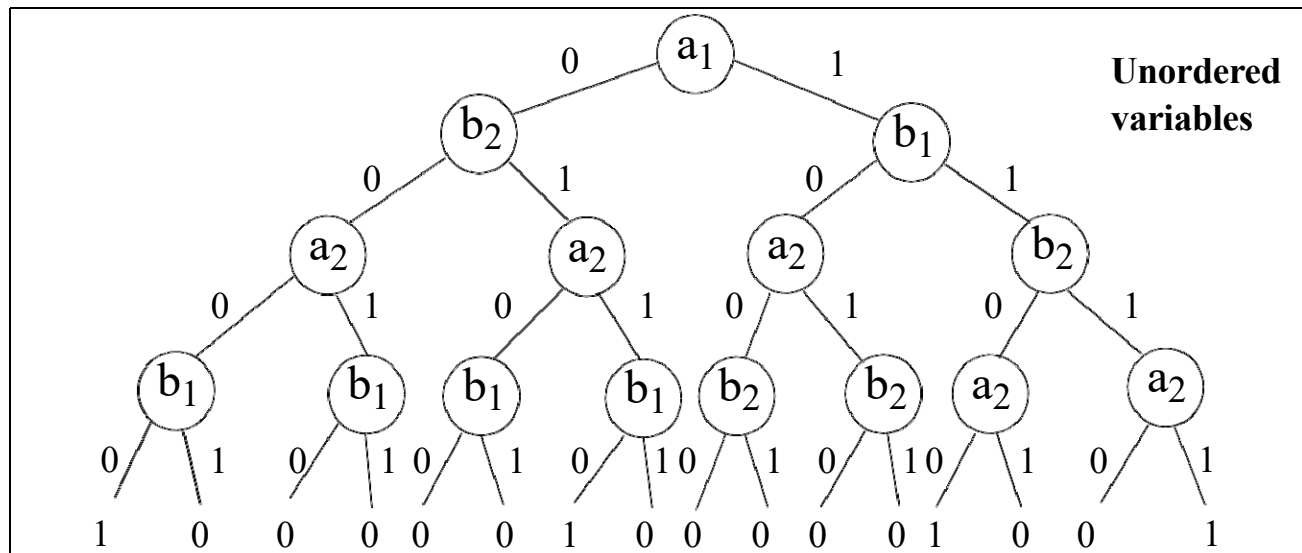 a1
0 1
Unordered
variables
b2 b1
0 1 0 1
a2 a2 a2 b2
0 1 0 1 0 1 0 1
b1 b1 b1 b1 b2 b2 a2 a2
0 1 0 1 0 1 0 1 0 1 0 1 0 1 0 1
1 0 0 0 0 0 1 0 0 0 0 0 1 0 0 1